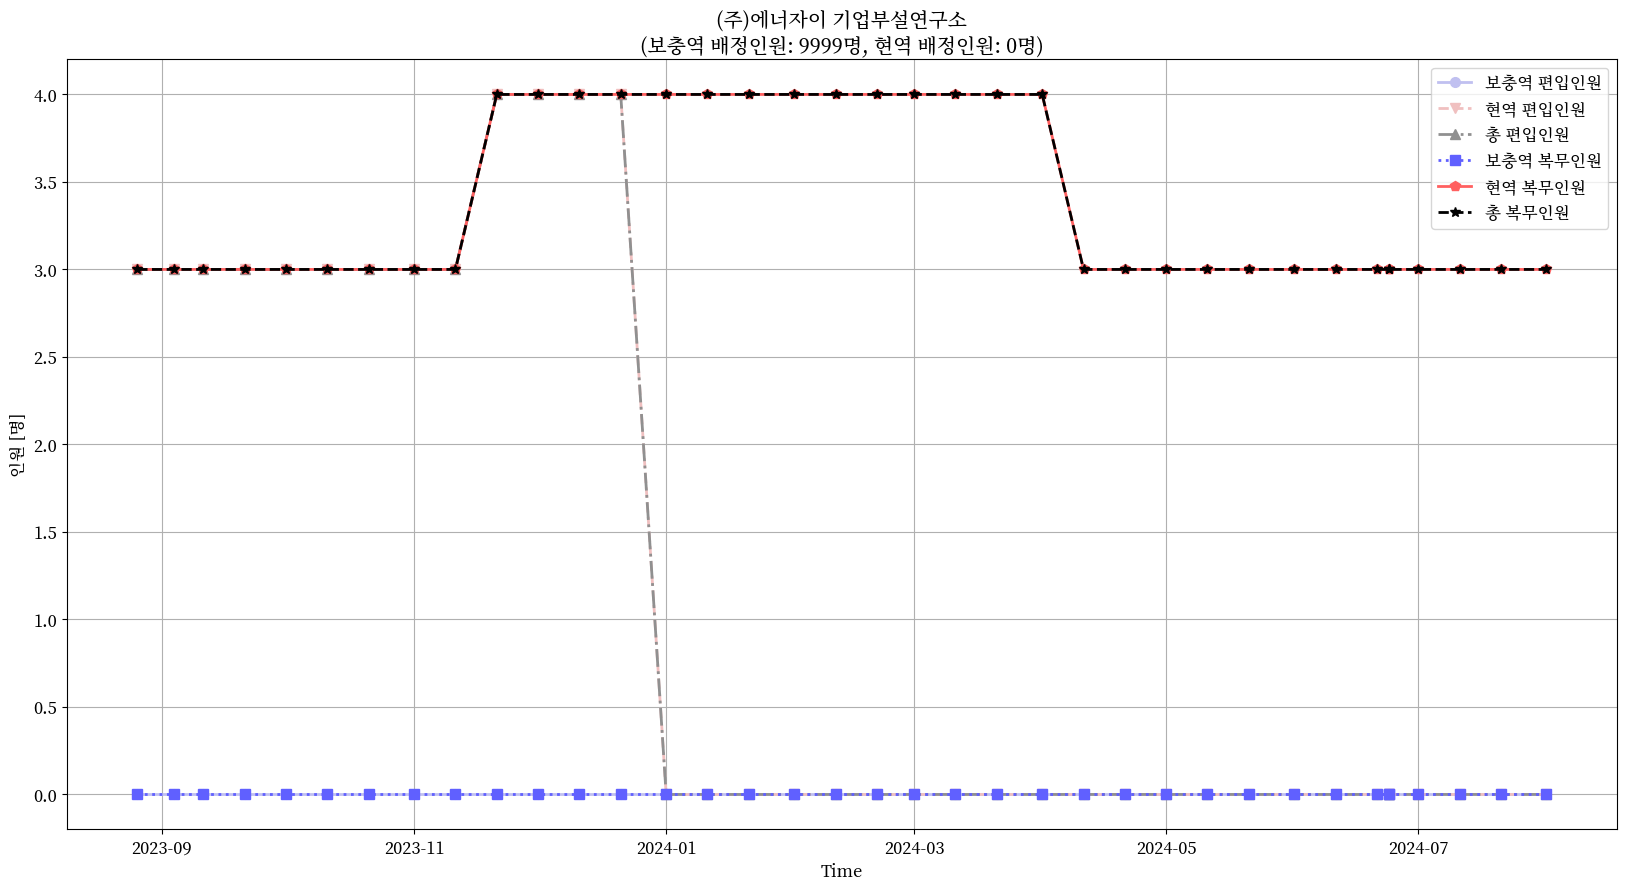 (주)에너자이 기업부설연구소
(보충역 배정인원: 9999명, 현역 배정인원: 0명)
보충역 편입인원
현역 편입인원
총 편입인원
보충역 복무인원
현역 복무인원
총 복무인원
인원 [명]
4.0
3.5
3.0
2.5
2.0
1.5
1.0
0.5
0.0
2023-09
2023-11
2024-01
2024-03
2024-05
2024-07
Time